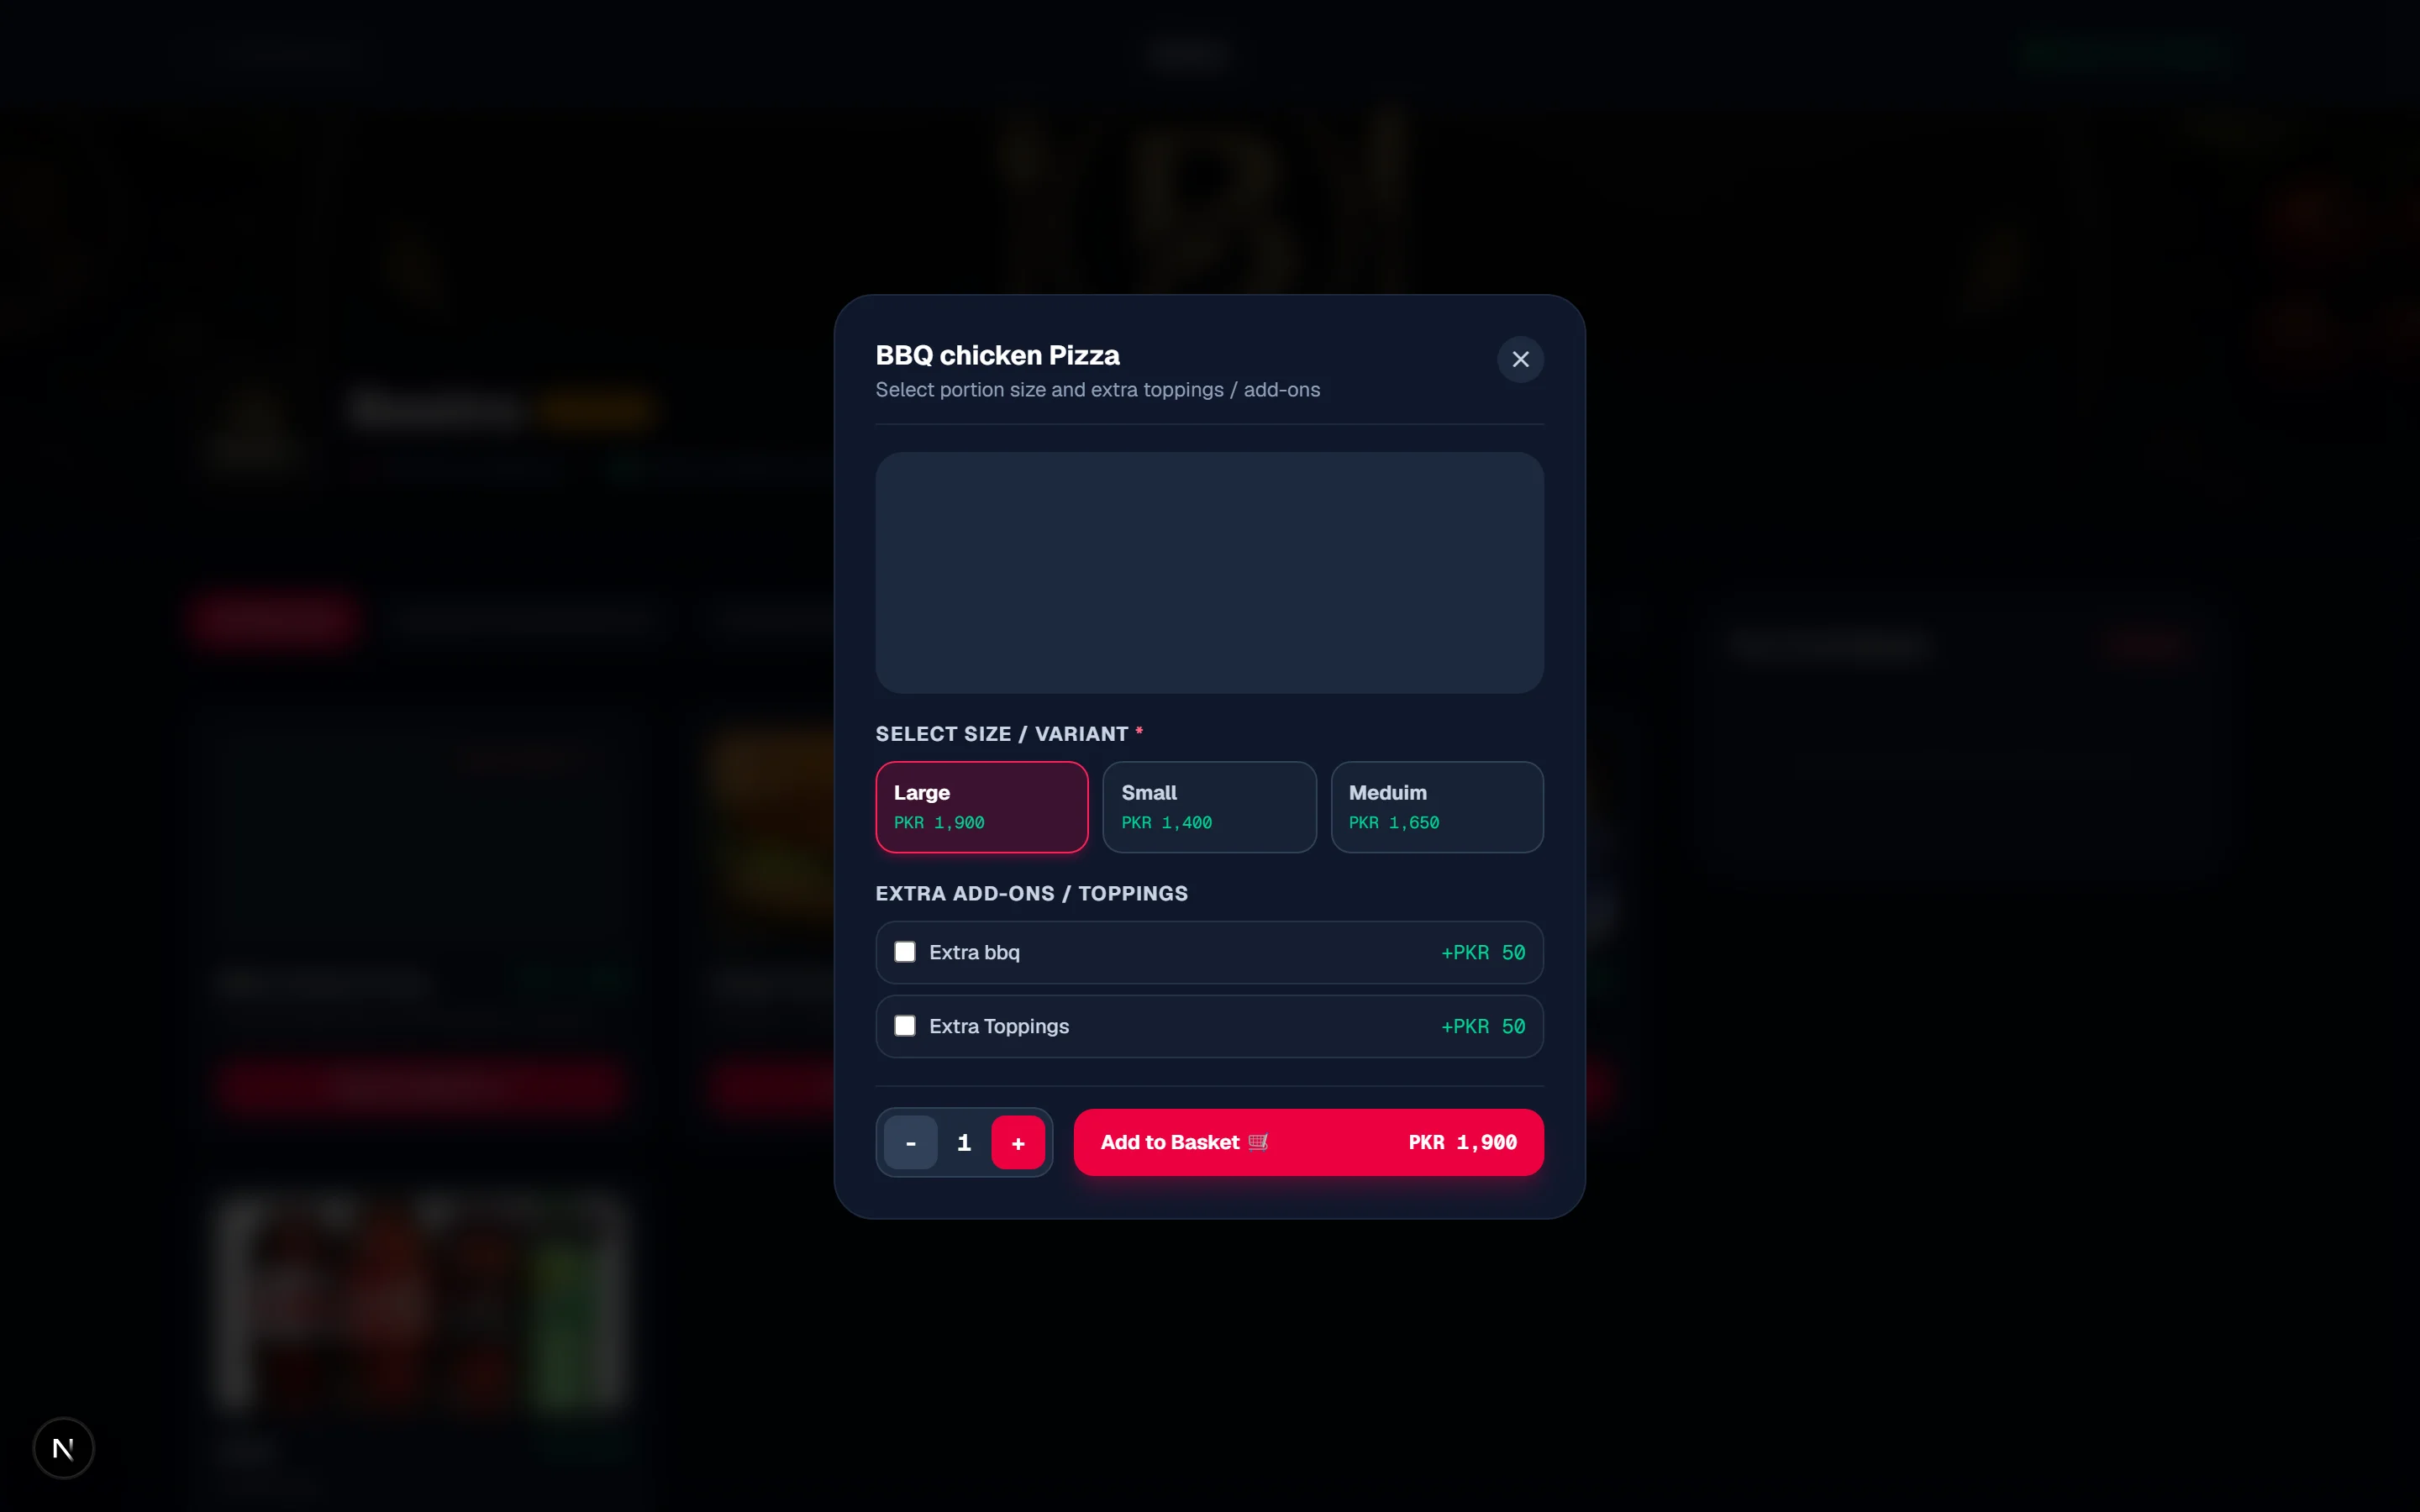 BBQ chicken Pizza
Select portion size and extra toppings / add-ons
SELECT SIZE / VARIANT *
Large
PKR 1,900
Small
PKR 1,400
Meduim
PKR 1,650
EXTRA ADD-ONS / TOPPINGS
Extra bbq
+PKR 50
Extra Toppings
+PKR 50
- 1 +
Add to Basket 🛒 PKR 1,900
N